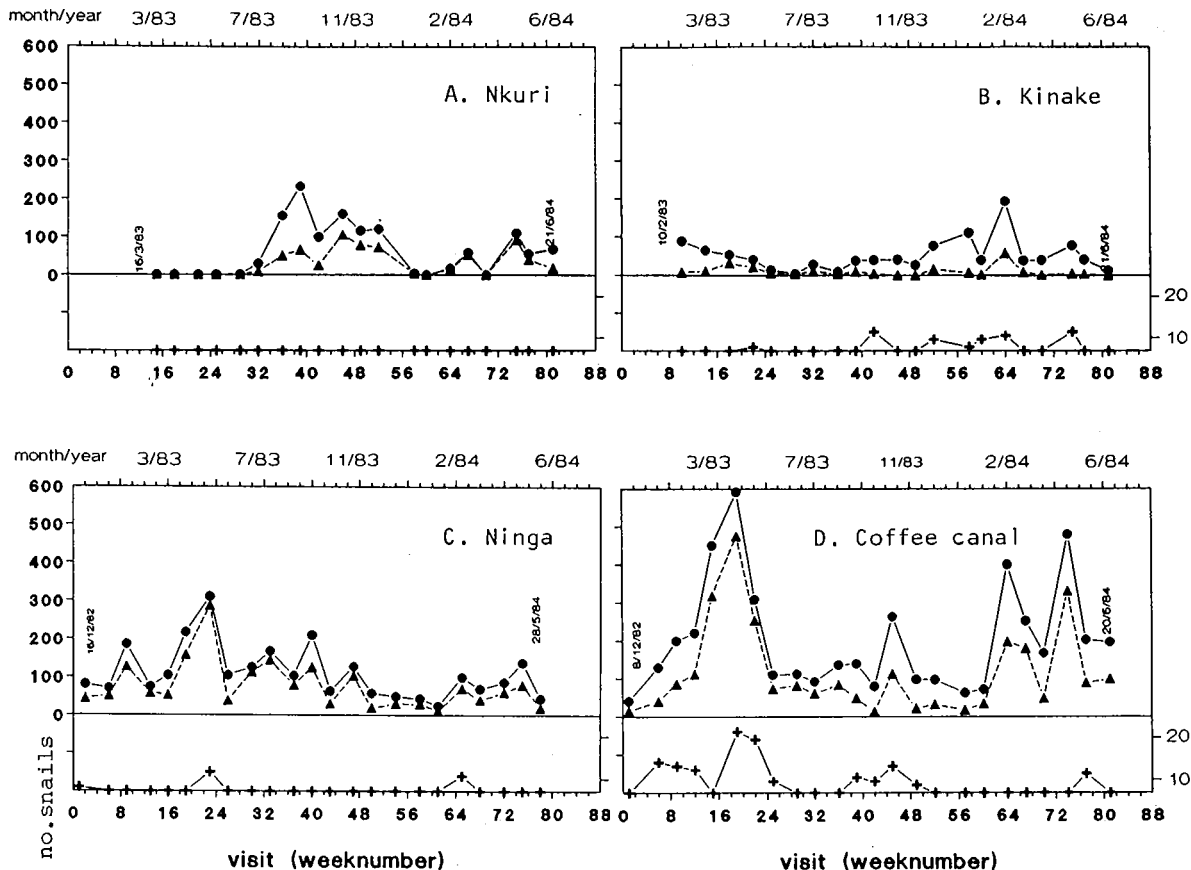 month/year 3/83 7/83 11/83 2/84 6/84 3/83 7/83 11/83 2/84 6/84
600
500
400
300
200
100
0
A. Nkuri
16/3/83
21/6/84
B. Kinake
10/2/83
20
10
0 8 16 24 32 40 48 56 64 72 80 88 0 8 16 24 32 40 48 56 64 72 80 88
month/year 3/83 7/83 11/83 2/84 6/84 3/83 7/83 11/83 2/84 6/84
600
500
400
300
200
100
0
C. Ninga
16/12/82
28/5/84
D. Coffee canal
8/12/82
20
10
no.snails
0 8 16 24 32 40 48 56 64 72 80 88 0 8 16 24 32 40 48 56 64 72 80 88
visit (weeknumber) visit (weeknumber)